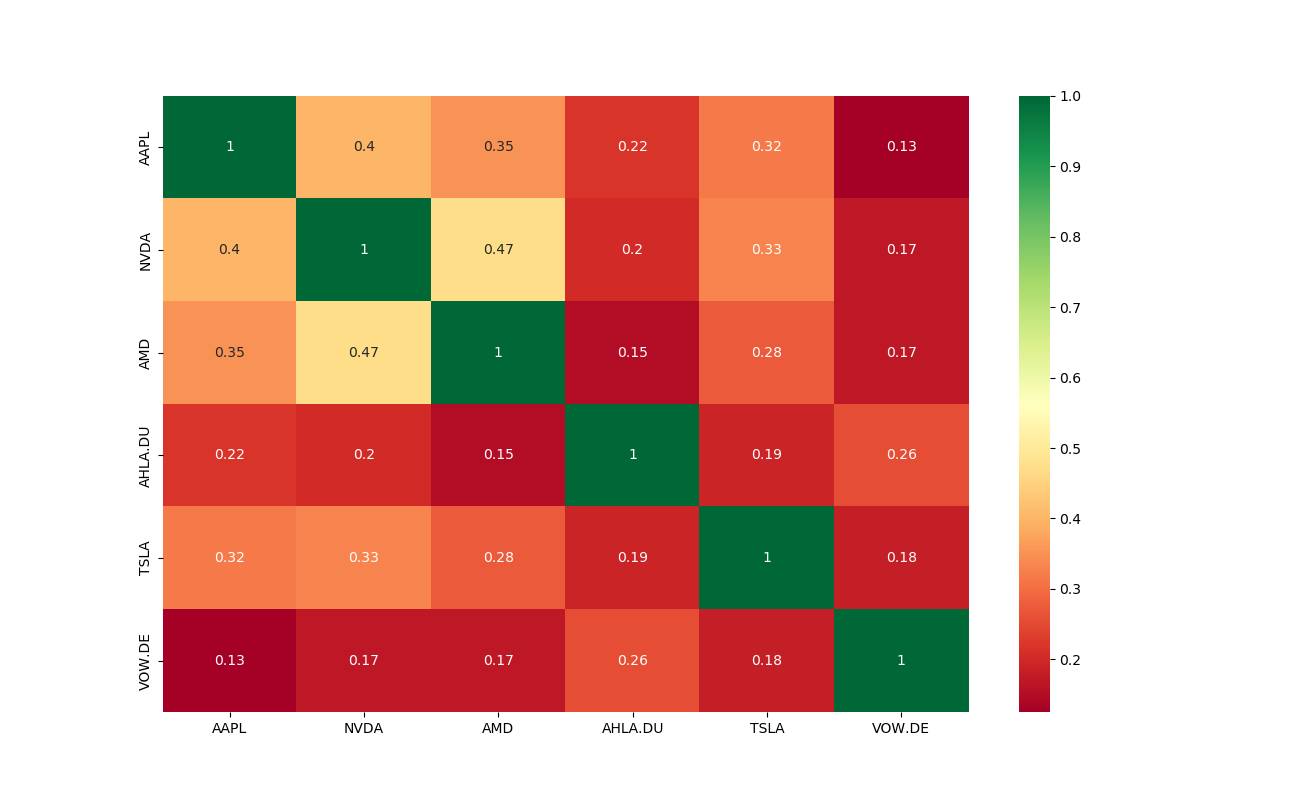 AAPL 1 0.4 0.35 0.22 0.32 0.13
NVDA 0.4 1 0.47 0.2 0.33 0.17
AMD 0.35 0.47 1 0.15 0.28 0.17
AHLA.DU 0.22 0.2 0.15 1 0.19 0.26
TSLA 0.32 0.33 0.28 0.19 1 0.18
VOW.DE 0.13 0.17 0.17 0.26 0.18 1
AAPL NVDA AMD AHLA.DU TSLA VOW.DE
1.0
0.9
0.8
0.7
0.6
0.5
0.4
0.3
0.2